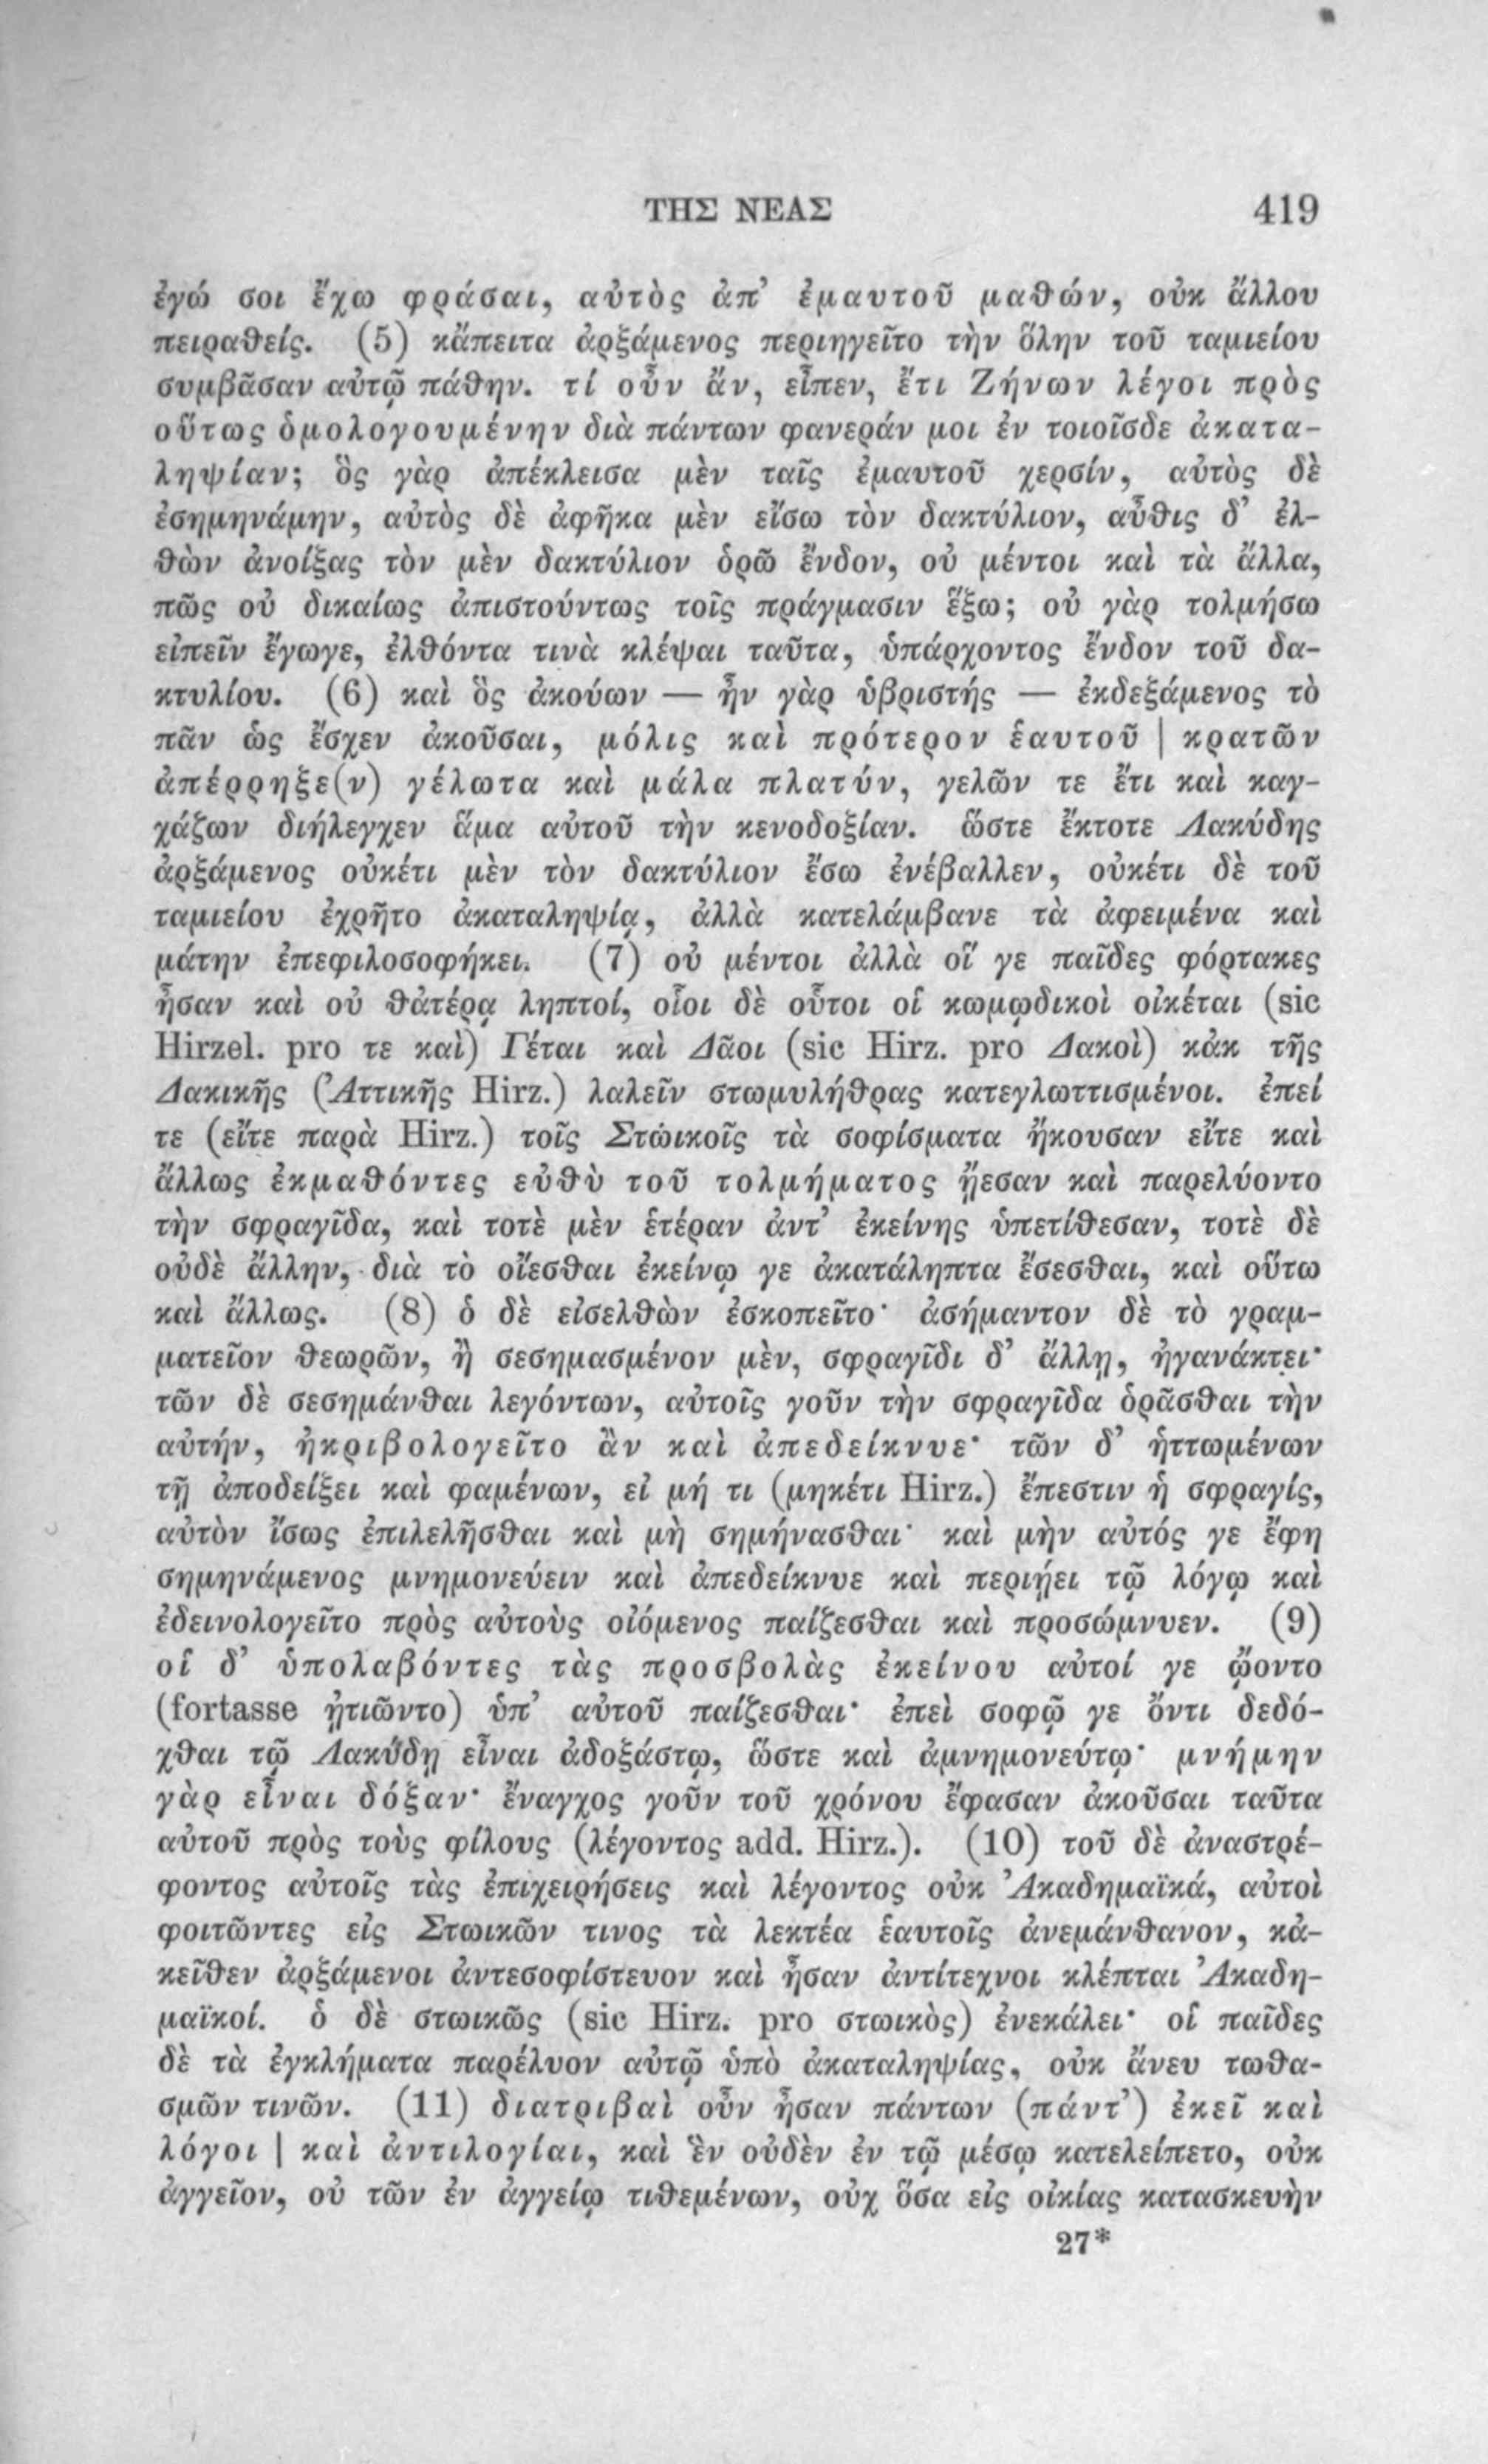 ΤΗΣ ΝΕΑΣ 419
ἐγώ σοι ἔχω φράσαι, αὐτὸς ἀπ’ ἐμαυτοῦ μαθών, οὐκ ἄλλου
πειραθείς. (5) κἄπειτα ἀρξάμενος περιηγεῖτο τὴν ὅλην τοῦ ταμιείου
συμβᾶσαν αὐτῷ πάθην. τί οὖν ἄν, εἶπεν, ἔτι Ζήνων λέγοι πρὸς
οὕτως ὁμολογουμένην διὰ πάντων φανεράν μοι ἐν τοιοῖσδε ἀκατα-
ληψίαν; ὃς γὰρ ἀπέκλεισα μὲν ταῖς ἐμαυτοῦ χερσίν, αὐτὸς δὲ
ἐσημηνάμην, αὐτὸς δὲ ἀφῆκα μὲν εἴσω τὸν δακτύλιον, αὖθις δ’ ἐλ-
θὼν ἀνοίξας τὸν μὲν δακτύλιον ὁρῶ ἔνδον, οὐ μέντοι καὶ τὰ ἄλλα,
πῶς οὐ δικαίως ἀπιστούντως τοῖς πράγμασιν ἕξω; οὐ γὰρ τολμήσω
εἰπεῖν ἔγωγε, ἐλθόντα τινὰ κλέψαι ταῦτα, ὑπάρχοντος ἔνδον τοῦ δα-
κτυλίου. (6) καὶ ὃς ἀκούων — ἦν γὰρ ὑβριστής — ἐκδεξάμενος τὸ
πᾶν ὡς ἔσχεν ἀκοῦσαι, μόλις καὶ πρότερον ἑαυτοῦ | κρατῶν
ἀπέρρηξε(ν) γέλωτα καὶ μάλα πλατύν, γελῶν τε ἔτι καὶ καγ-
χάζων διήλεγχεν ἅμα αὐτοῦ τὴν κενοδοξίαν. ὥστε ἔκτοτε Λακύδης
ἀρξάμενος οὐκέτι μὲν τὸν δακτύλιον ἔσω ἐνέβαλλεν, οὐκέτι δὲ τοῦ
ταμιείου ἐχρῆτο ἀκαταληψίᾳ, ἀλλὰ κατελάμβανε τὰ ἀφειμένα καὶ
μάτην ἐπεφιλοσοφήκει. (7) οὐ μέντοι ἀλλὰ οἵ γε παῖδες φόρτακες
ἦσαν καὶ οὐ θἀτέρᾳ ληπτοί, οἷοι δὲ οὗτοι οἱ κωμῳδικοὶ οἰκέται (sic
Hirzel. pro τε καὶ) Γέται καὶ Δᾶοι (sic Hirz. pro Δακοὶ) κἀκ τῆς
Δακικῆς (Ἀττικῆς Hirz.) λαλεῖν στωμυλήθρας κατεγλωττισμένοι. ἐπεί
τε (εἴτε παρὰ Hirz.) τοῖς Στωικοῖς τὰ σοφίσματα ἤκουσαν εἴτε καὶ
ἄλλως ἐκμαθόντες εὐθὺ τοῦ τολμήματος ᾔεσαν καὶ παρελύοντο
τὴν σφραγῖδα, καὶ τοτὲ μὲν ἑτέραν ἀντ’ ἐκείνης ὑπετίθεσαν, τοτὲ δὲ
οὐδὲ ἄλλην, διὰ τὸ οἴεσθαι ἐκείνῳ γε ἀκατάληπτα ἔσεσθαι, καὶ οὕτω
καὶ ἄλλως. (8) ὁ δὲ εἰσελθὼν ἐσκοπεῖτο· ἀσήμαντον δὲ τὸ γραμ-
ματεῖον θεωρῶν, ἢ σεσημασμένον μὲν, σφραγῖδι δ’ ἄλλῃ, ἠγανάκτει·
τῶν δὲ σεσημάνθαι λεγόντων, αὐτοῖς γοῦν τὴν σφραγῖδα ὁρᾶσθαι τὴν
αὐτήν, ἠκριβολογεῖτο ἂν καὶ ἀπεδείκνυε· τῶν δ’ ἡττωμένων
τῇ ἀποδείξει καὶ φαμένων, εἰ μή τι (μηκέτι Hirz.) ἔπεστιν ἡ σφραγίς,
αὐτὸν ἴσως ἐπιλελῆσθαι καὶ μὴ σημήνασθαι· καὶ μὴν αὐτός γε ἔφη
σημηνάμενος μνημονεύειν καὶ ἀπεδείκνυε καὶ περιῄει τῷ λόγῳ καὶ
ἐδεινολογεῖτο πρὸς αὐτοὺς οἰόμενος παίζεσθαι καὶ προσώμνυεν. (9)
οἱ δ’ ὑπολαβόντες τὰς προσβολὰς ἐκείνου αὐτοί γε ᾤοντο
(fortasse ᾐτιῶντο) ὑπ’ αὐτοῦ παίζεσθαι· ἐπεὶ σοφῷ γε ὄντι δεδό-
χθαι τῷ Λακύδῃ εἶναι ἀδοξάστῳ, ὥστε καὶ ἀμνημονεύτῳ· μνήμην
γὰρ εἶναι δόξαν· ἔναγχος γοῦν τοῦ χρόνου ἔφασαν ἀκοῦσαι ταῦτα
αὐτοῦ πρὸς τοὺς φίλους (λέγοντος add. Hirz.). (10) τοῦ δὲ ἀναστρέ-
φοντος αὐτοῖς τὰς ἐπιχειρήσεις καὶ λέγοντος οὐκ Ἀκαδημαϊκά, αὐτοὶ
φοιτῶντες εἰς Στωικῶν τινος τὰ λεκτέα ἑαυτοῖς ἀνεμάνθανον, κἀ-
κεῖθεν ἀρξάμενοι ἀντεσοφίστευον καὶ ἦσαν ἀντίτεχνοι κλέπται Ἀκαδη-
μαϊκοί. ὁ δὲ στωικῶς (sic Hirz. pro στωικὸς) ἐνεκάλει· οἱ παῖδες
δὲ τὰ ἐγκλήματα παρέλυον αὐτῷ ὑπὸ ἀκαταληψίας, οὐκ ἄνευ τωθα-
σμῶν τινῶν. (11) διατριβαὶ οὖν ἦσαν πάντων (πάντ’) ἐκεῖ καὶ
λόγοι | καὶ ἀντιλογίαι, καὶ ἓν οὐδὲν ἐν τῷ μέσῳ κατελείπετο, οὐκ
ἀγγεῖον, οὐ τῶν ἐν ἀγγείῳ τιθεμένων, οὐχ ὅσα εἰς οἰκίας κατασκευὴν
27*